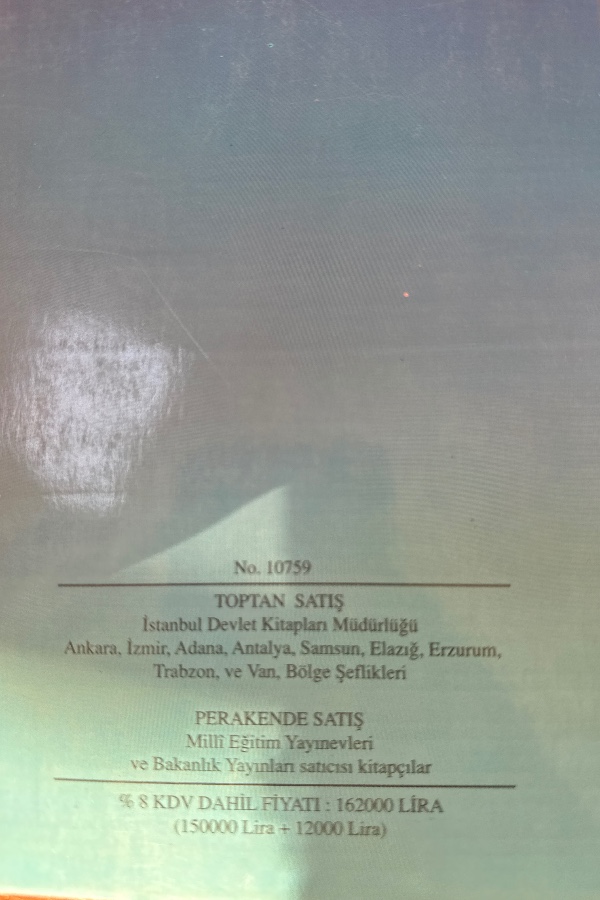 No. 10759
TOPTAN SATIŞ
İstanbul Devlet Kitapları Müdürlüğü
Ankara, İzmir, Adana, Antalya, Samsun, Elazığ, Erzurum,
Trabzon, ve Van, Bölge Şeflikleri
PERAKENDE SATIŞ
Millî Eğitim Yayınevleri
ve Bakanlık Yayınları satıcısı kitapçılar
% 8 KDV DAHİL FİYATI : 162000 LİRA
(150000 Lira + 12000 Lira)